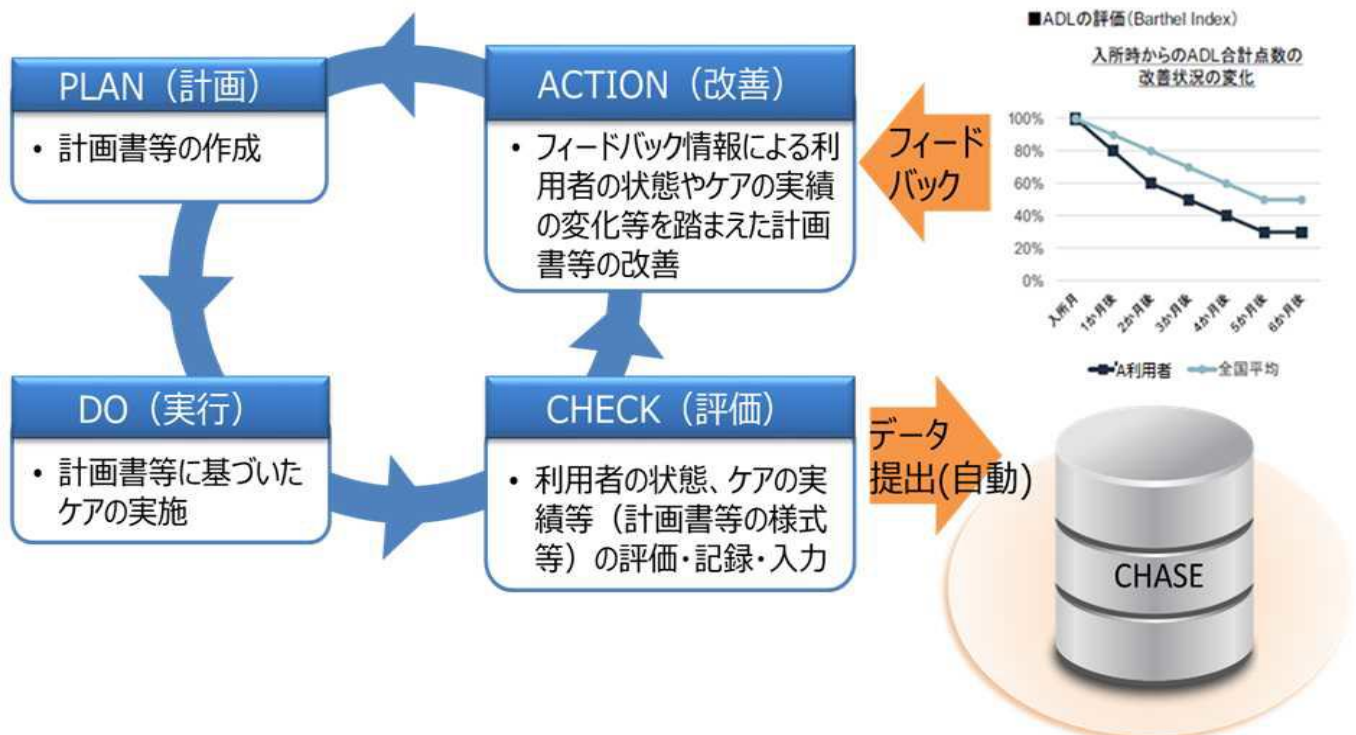 PLAN（計画）
・計画書等の作成
ACTION（改善）
・フィードバック情報による利
用者の状態やケアの実績
の変化等を踏まえた計画
書等の改善
フィード
バック
■ADLの評価(Barthel Index)
入所時からのADL合計点数の
改善状況の変化
100%
80%
60%
40%
20%
0%
入所月
1か月後
2か月後
3か月後
4か月後
5か月後
6か月後
A利用者
全国平均
DO（実行）
・計画書等に基づいた
ケアの実施
CHECK（評価）
・利用者の状態、ケアの実
績等（計画書等の様式
等）の評価・記録・入力
データ
提出(自動)
CHASE